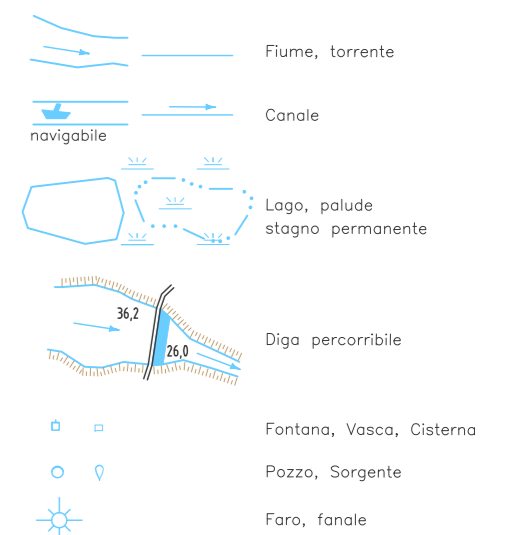 Fiume, torrente
Canale
navigabile
Lago, palude
stagno permanente
36,2
Diga percorribile
26,0
Fontana, Vasca, Cisterna
Pozzo, Sorgente
Faro, fanale